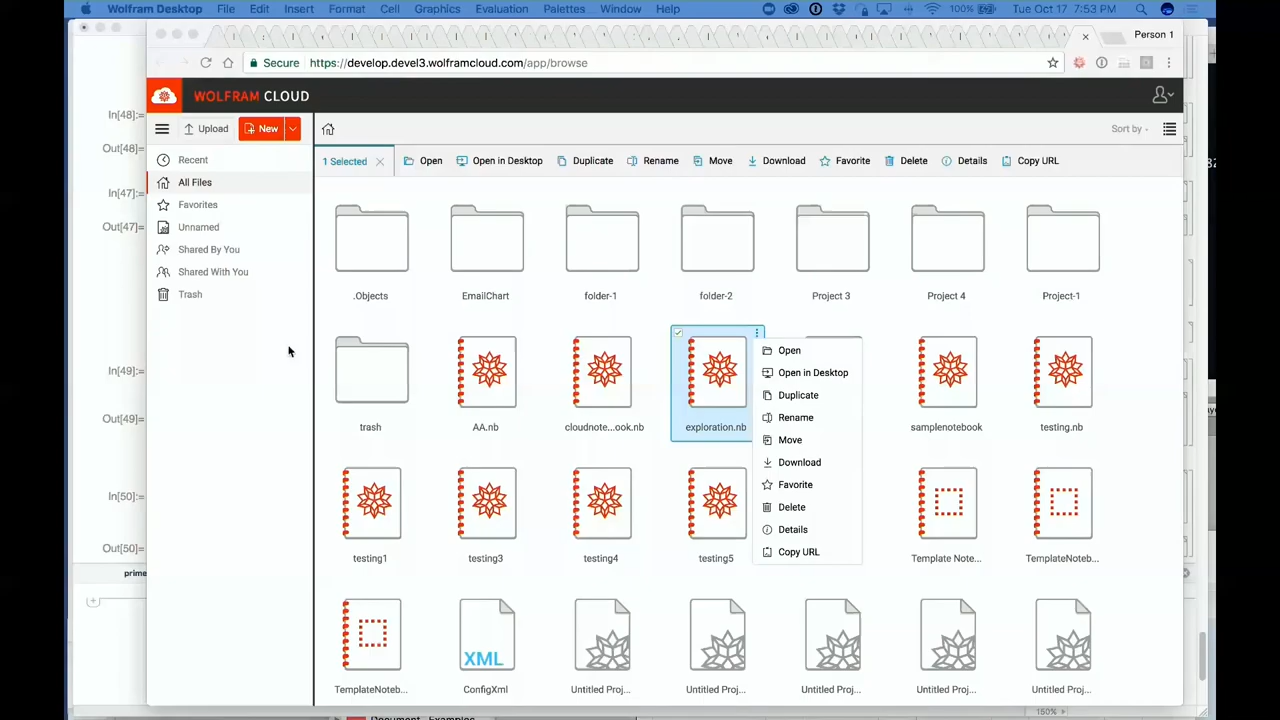 Wolfram Desktop File Edit Insert Format Cell Graphics Evaluation Palettes Window Help 100% Tue Oct 17 7:53 PM
Person 1
Secure https://develop.devel3.wolframcloud.com/app/browse
WOLFRAM CLOUD
Upload New Sort by
1 Selected Open Open in Desktop Duplicate Rename Move Download Favorite Delete Details Copy URL
Recent
All Files
Favorites
Unnamed
Shared By You
Shared With You
Trash
.Objects EmailChart folder-1 folder-2 Project 3 Project 4 Project-1
trash AA.nb cloudnote...ook.nb exploration.nb samplenotebook testing.nb
Open
Open in Desktop
Duplicate
Rename
Move
Download
Favorite
Delete
Details
Copy URL
testing1 testing3 testing4 testing5 Template Note... TemplateNoteb...
XML
TemplateNoteb... ConfigXml Untitled Proj... Untitled Proj... Untitled Proj... Untitled Proj... Untitled Proj...
In[48]:=
Out[48]=
In[47]:=
Out[47]=
In[49]:=
Out[49]=
In[50]:=
Out[50]=
prime
150%